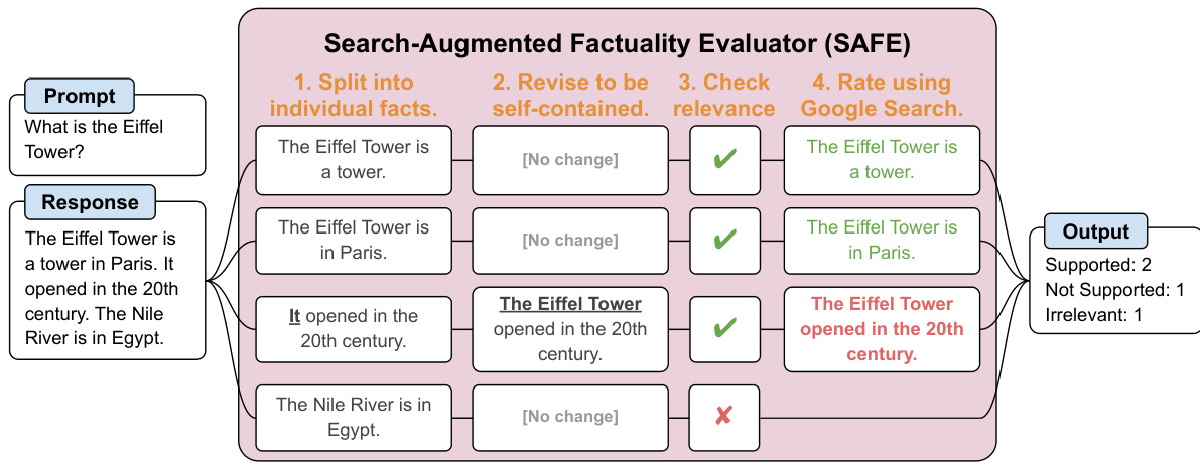 Search-Augmented Factuality Evaluator (SAFE)
Prompt
What is the Eiffel
Tower?
Response
The Eiffel Tower is
a tower in Paris. It
opened in the 20th
century. The Nile
River is in Egypt.
1. Split into
individual facts.
2. Revise to be
self-contained.
3. Check
relevance
4. Rate using
Google Search.
The Eiffel Tower is
a tower.
[No change]
✔
The Eiffel Tower is
a tower.
The Eiffel Tower is
in Paris.
[No change]
✔
The Eiffel Tower is
in Paris.
It opened in the
20th century.
The Eiffel Tower
opened in the 20th
century.
✔
The Eiffel Tower
opened in the 20th
century.
The Nile River is in
Egypt.
[No change]
✘
Output
Supported: 2
Not Supported: 1
Irrelevant: 1